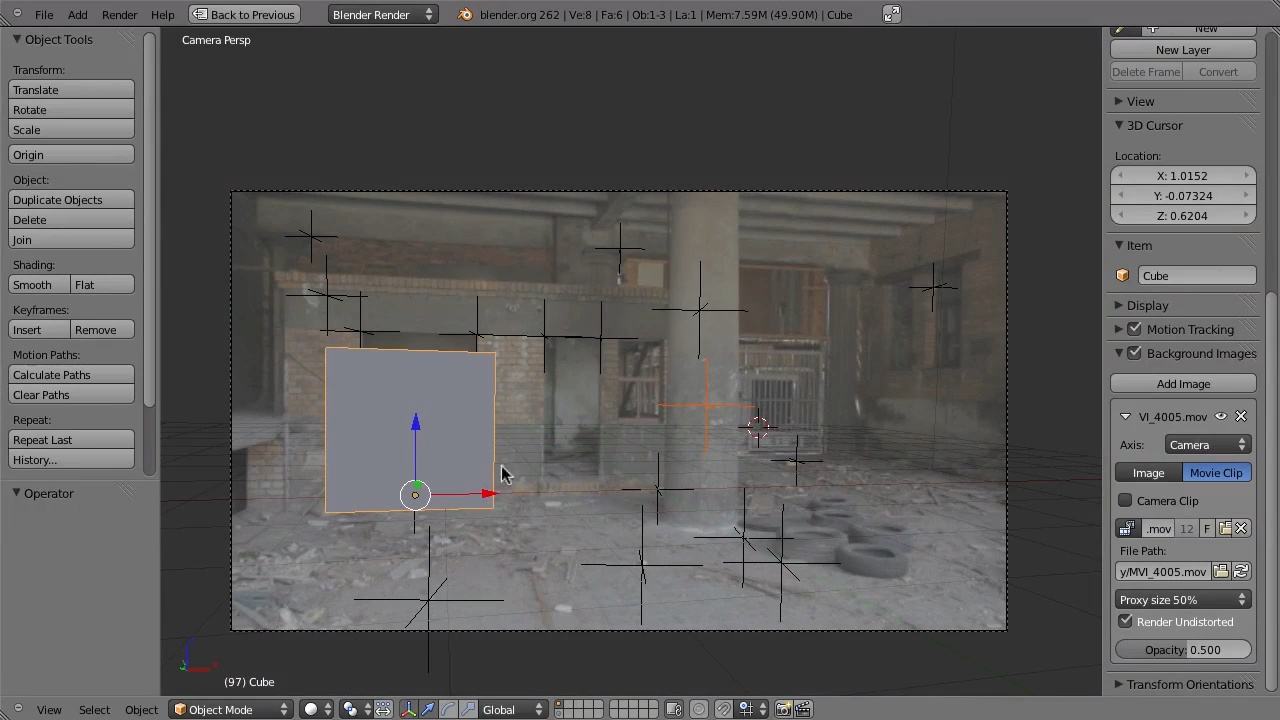 File Add Render Help Back to Previous Blender Render blender.org 262 | Ve:8 | Fa:6 | Ob:1-3 | La:1 | Mem:7.59M (49.90M) | Cube
Object Tools
Transform:
Translate
Rotate
Scale
Origin
Object:
Duplicate Objects
Delete
Join
Shading:
Smooth Flat
Keyframes:
Insert Remove
Motion Paths:
Calculate Paths
Clear Paths
Repeat:
Repeat Last
History...
Operator
Camera Persp
(97) Cube
New
New Layer
Delete Frame Convert
View
3D Cursor
Location:
X: 1.0152
Y: -0.07324
Z: 0.6204
Item
Cube
Display
Motion Tracking
Background Images
Add Image
VI_4005.mov
Axis: Camera
Image Movie Clip
Camera Clip
.mov 12 F
File Path:
y/MVI_4005.mov
Proxy size 50%
Render Undistorted
Opacity: 0.500
Transform Orientations
View Select Object Object Mode Global